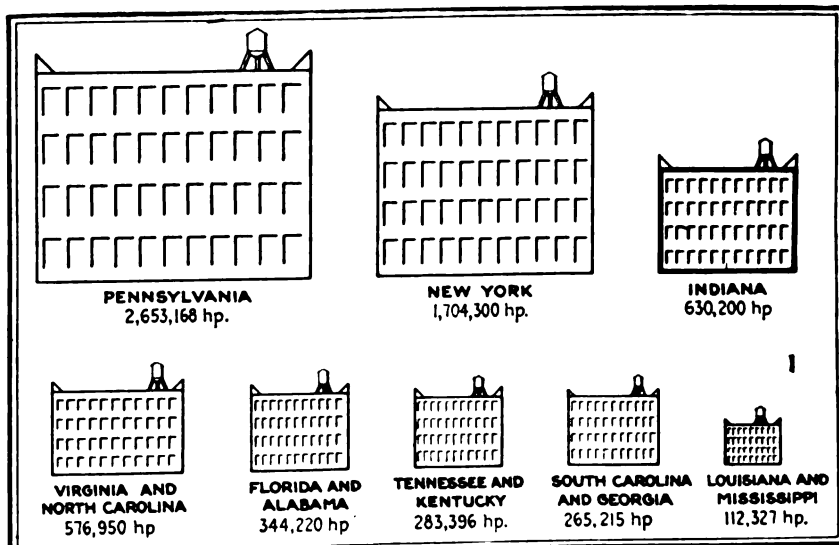 PENNSYLVANIA
2,653,168 hp.
NEW YORK
1,704,300 hp.
INDIANA
630,200 hp
VIRGINIA AND
NORTH CAROLINA
576,950 hp
FLORIDA AND
ALABAMA
344,220 hp.
TENNESSEE AND
KENTUCKY
283,396 hp.
SOUTH CAROLINA
AND GEORGIA
265,215 hp
LOUISIANA AND
MISSISSIPPI
112,327 hp.